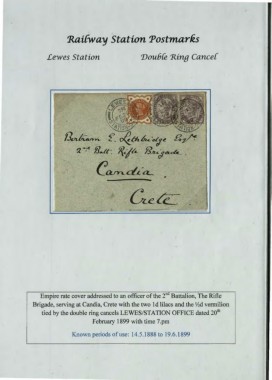 Railway Station Postmarks
Lewes Station Double Ring Cancel
Bertram E. Lethbridge Esqre
2nd Batt. Rifle Brigade
Candia
Crete
Empire rate cover addressed to an officer of the 2nd Battalion, The Rifle
Brigade, serving at Candia, Crete with the two 1d lilacs and the ½d vermilion
tied by the double ring cancels LEWES/STATION OFFICE dated 20th
February 1899 with time 7.pm
Known periods of use: 14.5.1888 to 19.6.1899